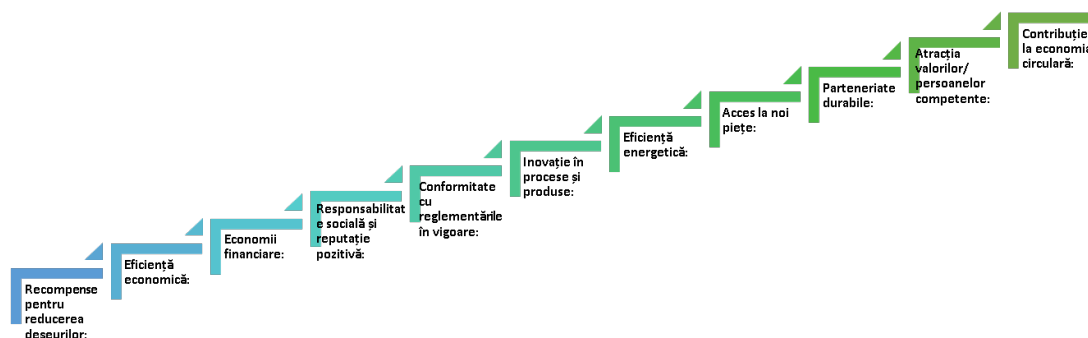 Recompense
pentru
reducerea
deșeurilor:
Eficiență
economică:
Economii
financiare:
Responsabilitat
e socială și
reputație
pozitivă:
Conformitate
cu
reglementările
în vigoare:
Inovație în
procese și
produse:
Eficiență
energetică:
Acces la noi
piețe:
Parteneriate
durabile:
Atracția
valorilor/
persoanelor
competente:
Contribuție
la economia
circulară: